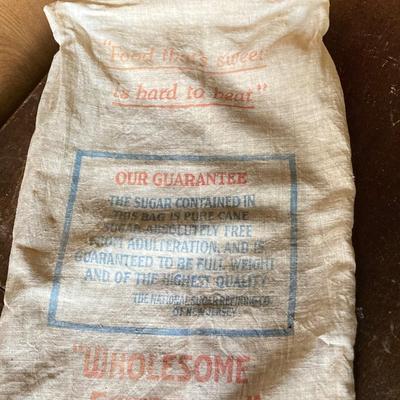 "Food that's sweet
is hard to beat"
OUR GUARANTEE
THE SUGAR CONTAINED IN
THIS BAG IS PURE CANE
SUGAR ABSOLUTELY FREE
FROM ADULTERATION, AND IS
GUARANTEED TO BE FULL WEIGHT
AND OF THE HIGHEST QUALITY
THE NATIONAL SUGAR REFINING CO.
OF NEW JERSEY
"WHOLESOME